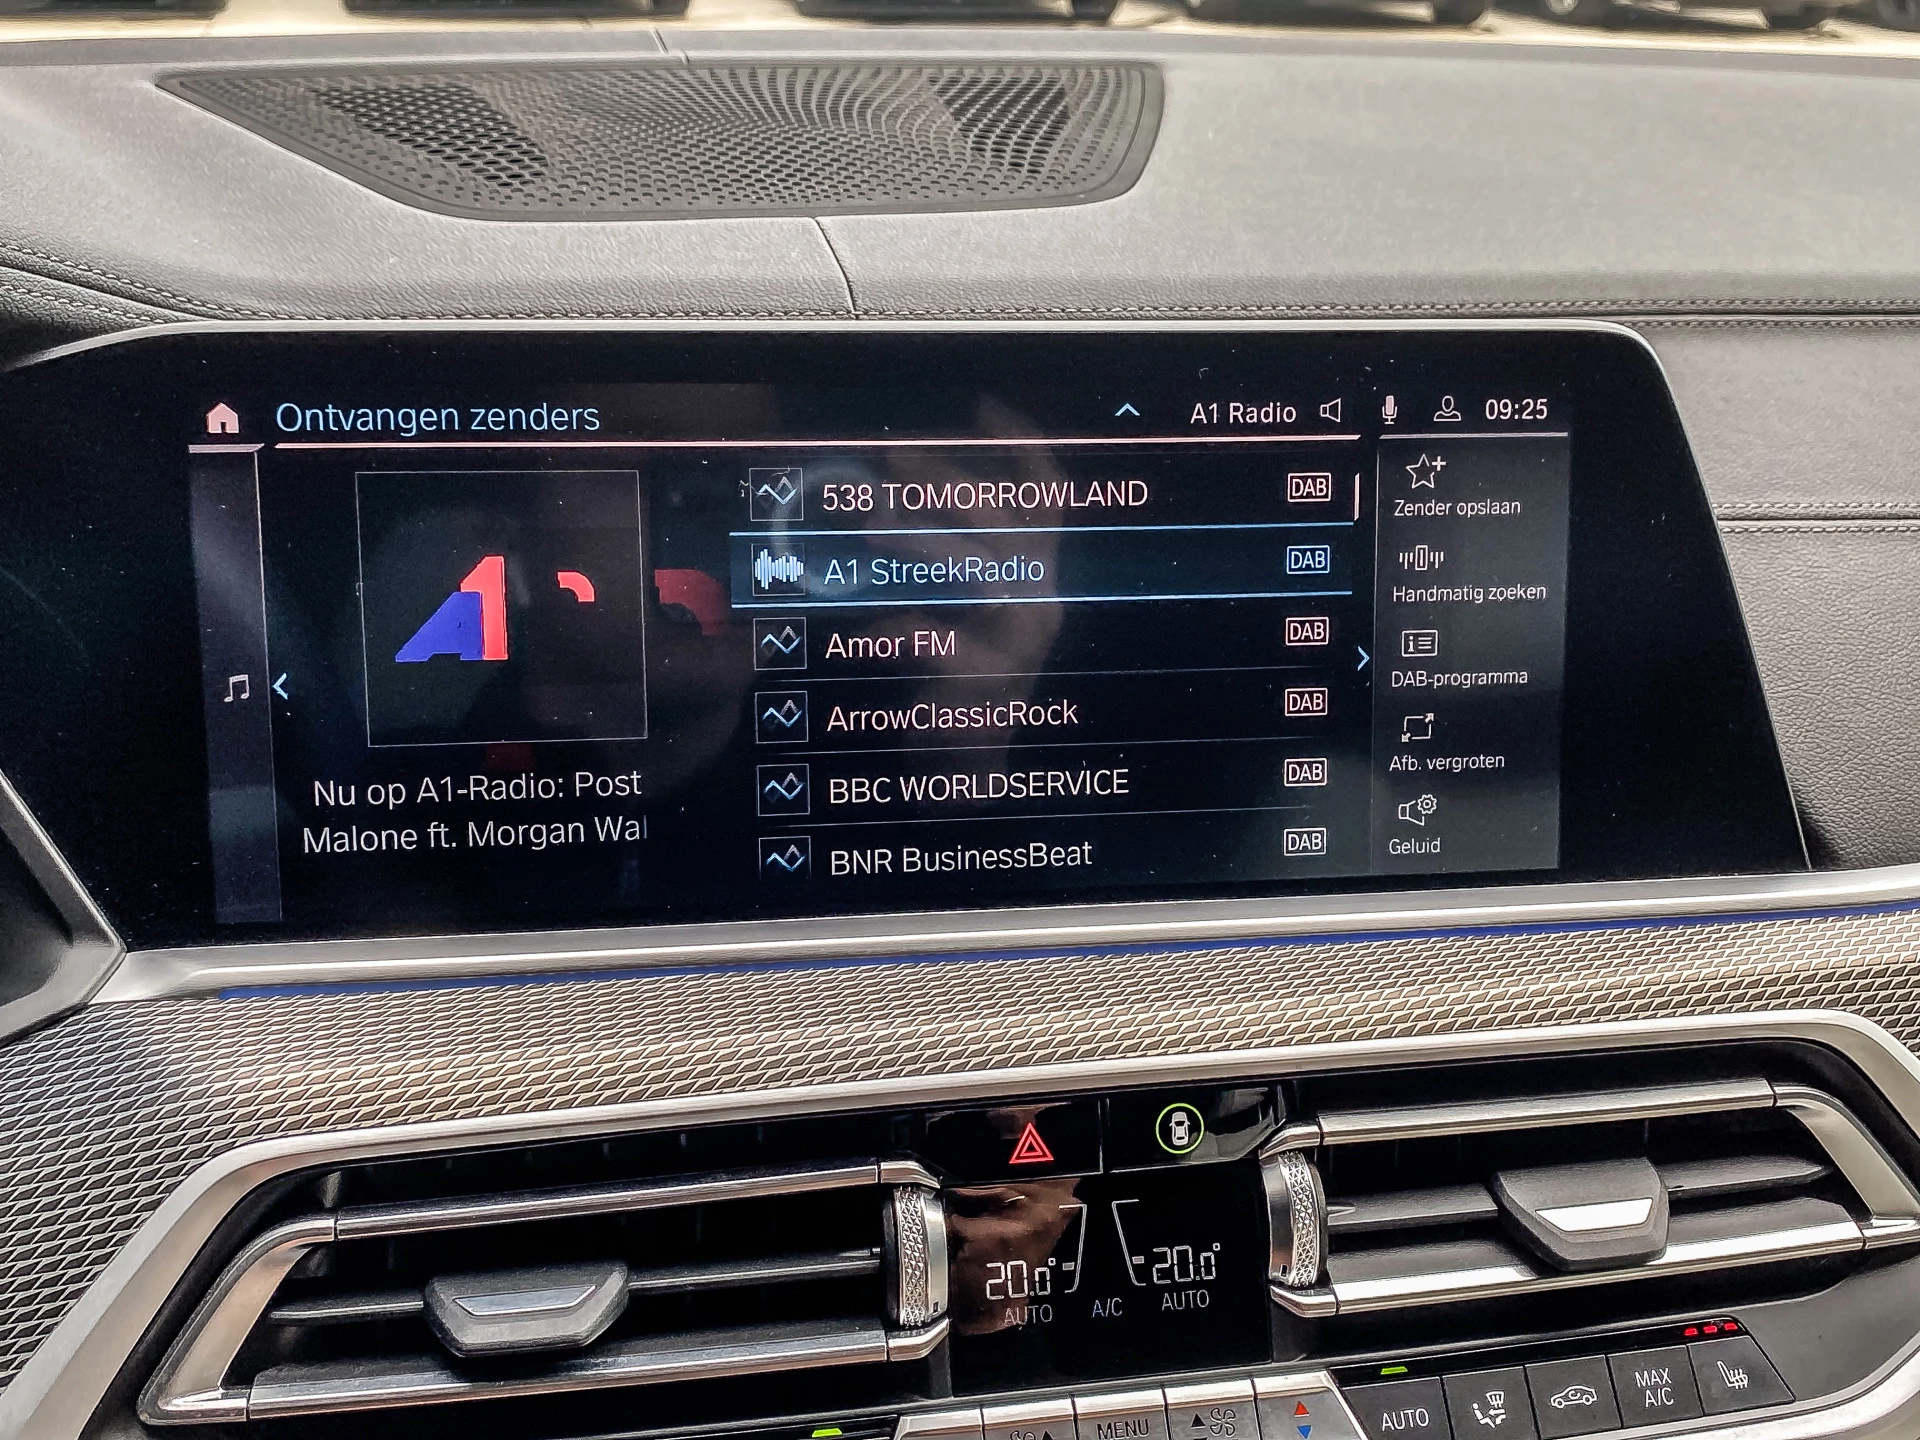 Ontvangen zenders
A1 Radio
09:25
A1
Nu op A1-Radio: Post
Malone ft. Morgan Wal
538 TOMORROWLAND DAB
A1 StreekRadio DAB
Amor FM DAB
ArrowClassicRock DAB
BBC WORLDSERVICE DAB
BNR BusinessBeat DAB
Zender opslaan
Handmatig zoeken
DAB-programma
Afb. vergroten
Geluid
20.0° 20.0°
AUTO A/C AUTO
MENU
AUTO
MAX
A/C